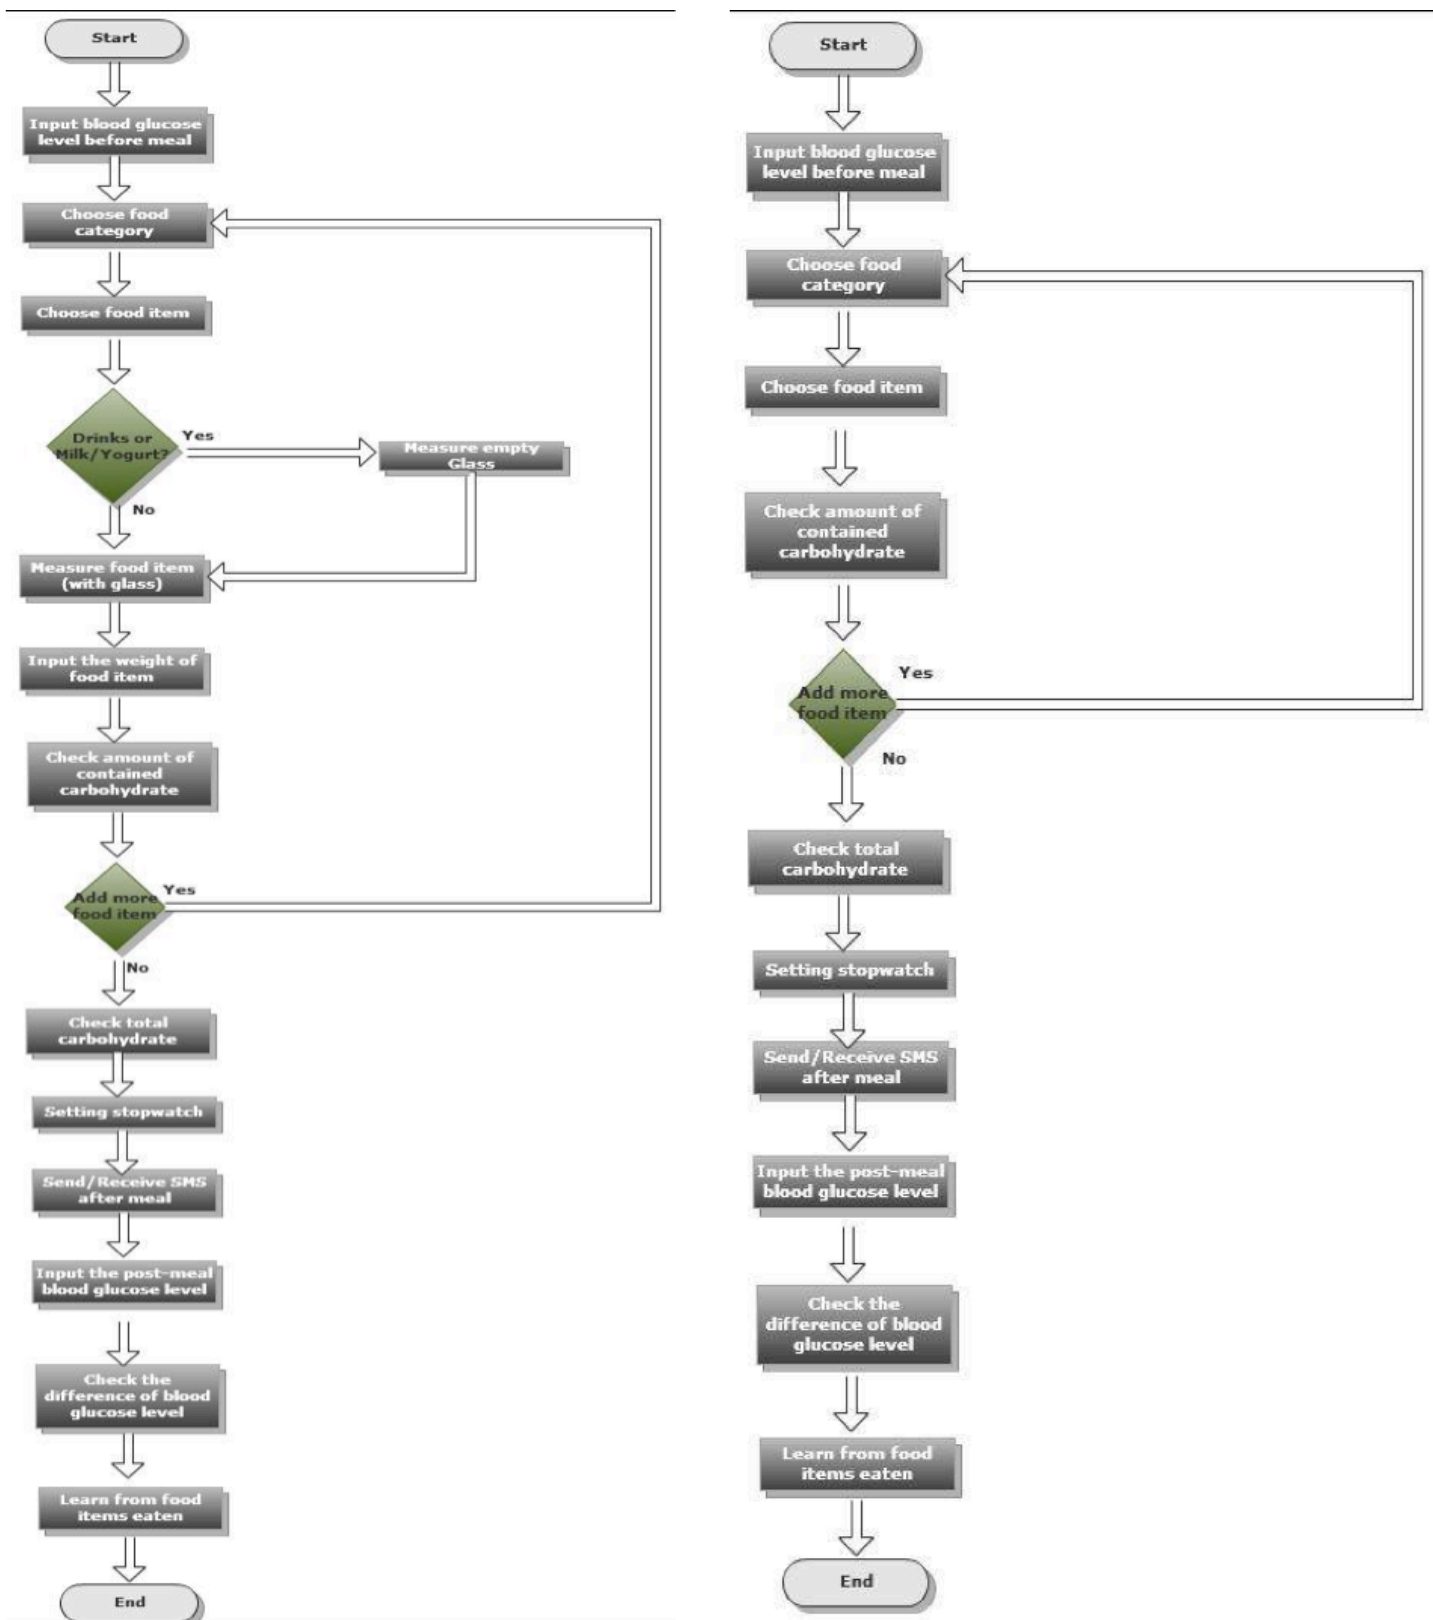 Start
Input blood glucose
level before meal
Choose food
category
Choose food item
Drinks or
Milk/Yogurt?
Yes
Measure empty
Glass
No
Measure food item
(with glass)
Input the weight of
food item
Check amount of
contained
carbohydrate
Add more
food item
Yes
No
Check total
carbohydrate
Setting stopwatch
Send/Receive SMS
after meal
Input the post-meal
blood glucose level
Check the
difference of blood
glucose level
Learn from food
items eaten
End
Start
Input blood glucose
level before meal
Choose food
category
Choose food item
Check amount of
contained
carbohydrate
Add more
food item
Yes
No
Check total
carbohydrate
Setting stopwatch
Send/Receive SMS
after meal
Input the post-meal
blood glucose level
Check the
difference of blood
glucose level
Learn from food
items eaten
End